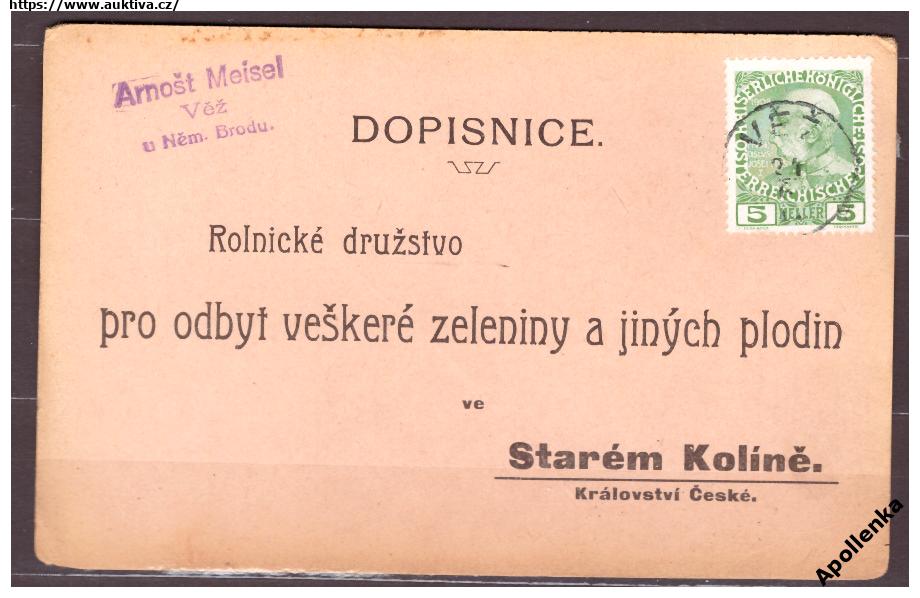 https://www.auktiva.cz/
Arnošt Meisel
Věž
u Něm. Brodu.
DOPISNICE.
KAISERLICHE KÖNIGLICHE
ÖSTERREICHISCHE
5 HELLER 5
VĚŽ
Rolnické družstvo
pro odbyt veškeré zeleniny a jiných plodin
ve
Starém Kolíně.
Království České.
Apollenka